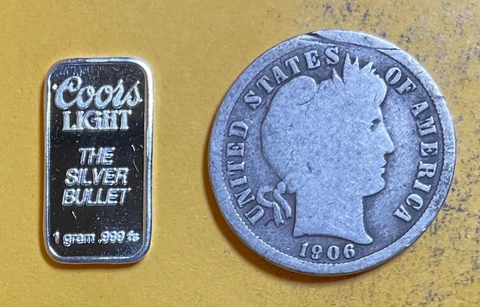 Coors
LIGHT
THE
SILVER
BULLET
1 gram .999 fs
UNITED STATES OF AMERICA
1906